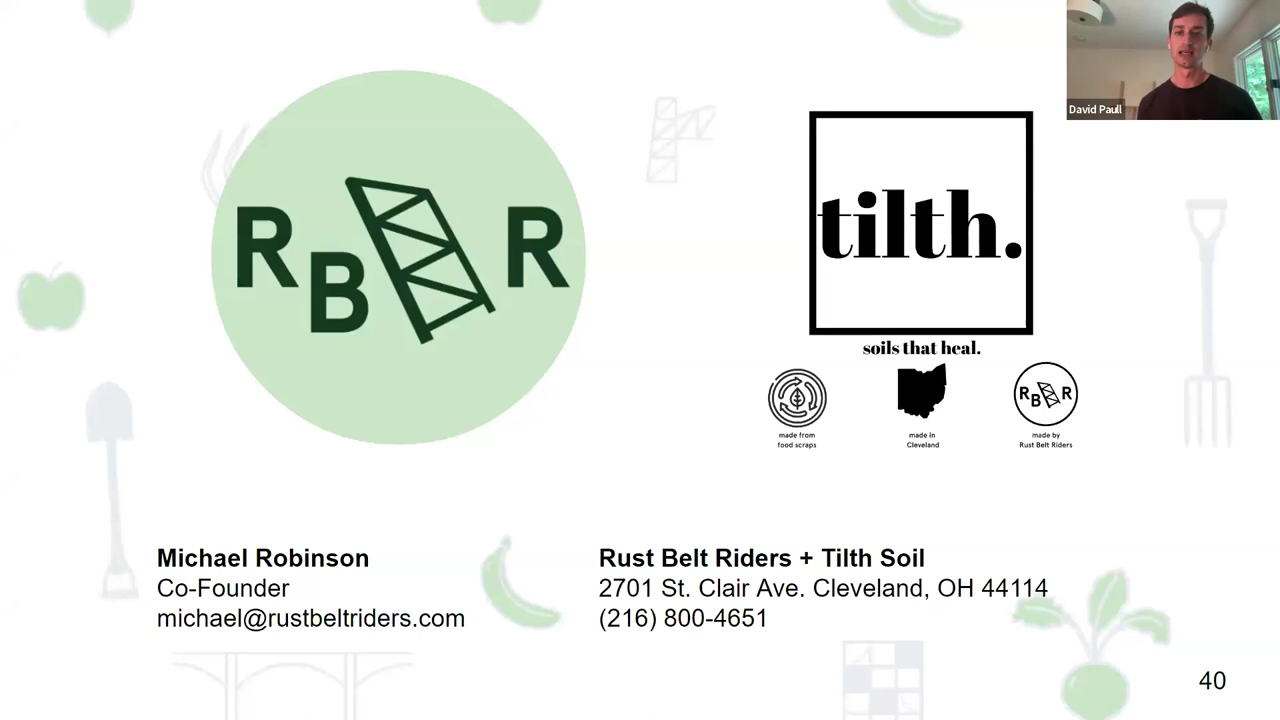 David Paull
R B R
tilth.
soils that heal.
made from
food scraps
made in
Cleveland
R B R
made by
Rust Belt Riders
Michael Robinson
Co-Founder
michael@rustbeltriders.com
Rust Belt Riders + Tilth Soil
2701 St. Clair Ave. Cleveland, OH 44114
(216) 800-4651
40